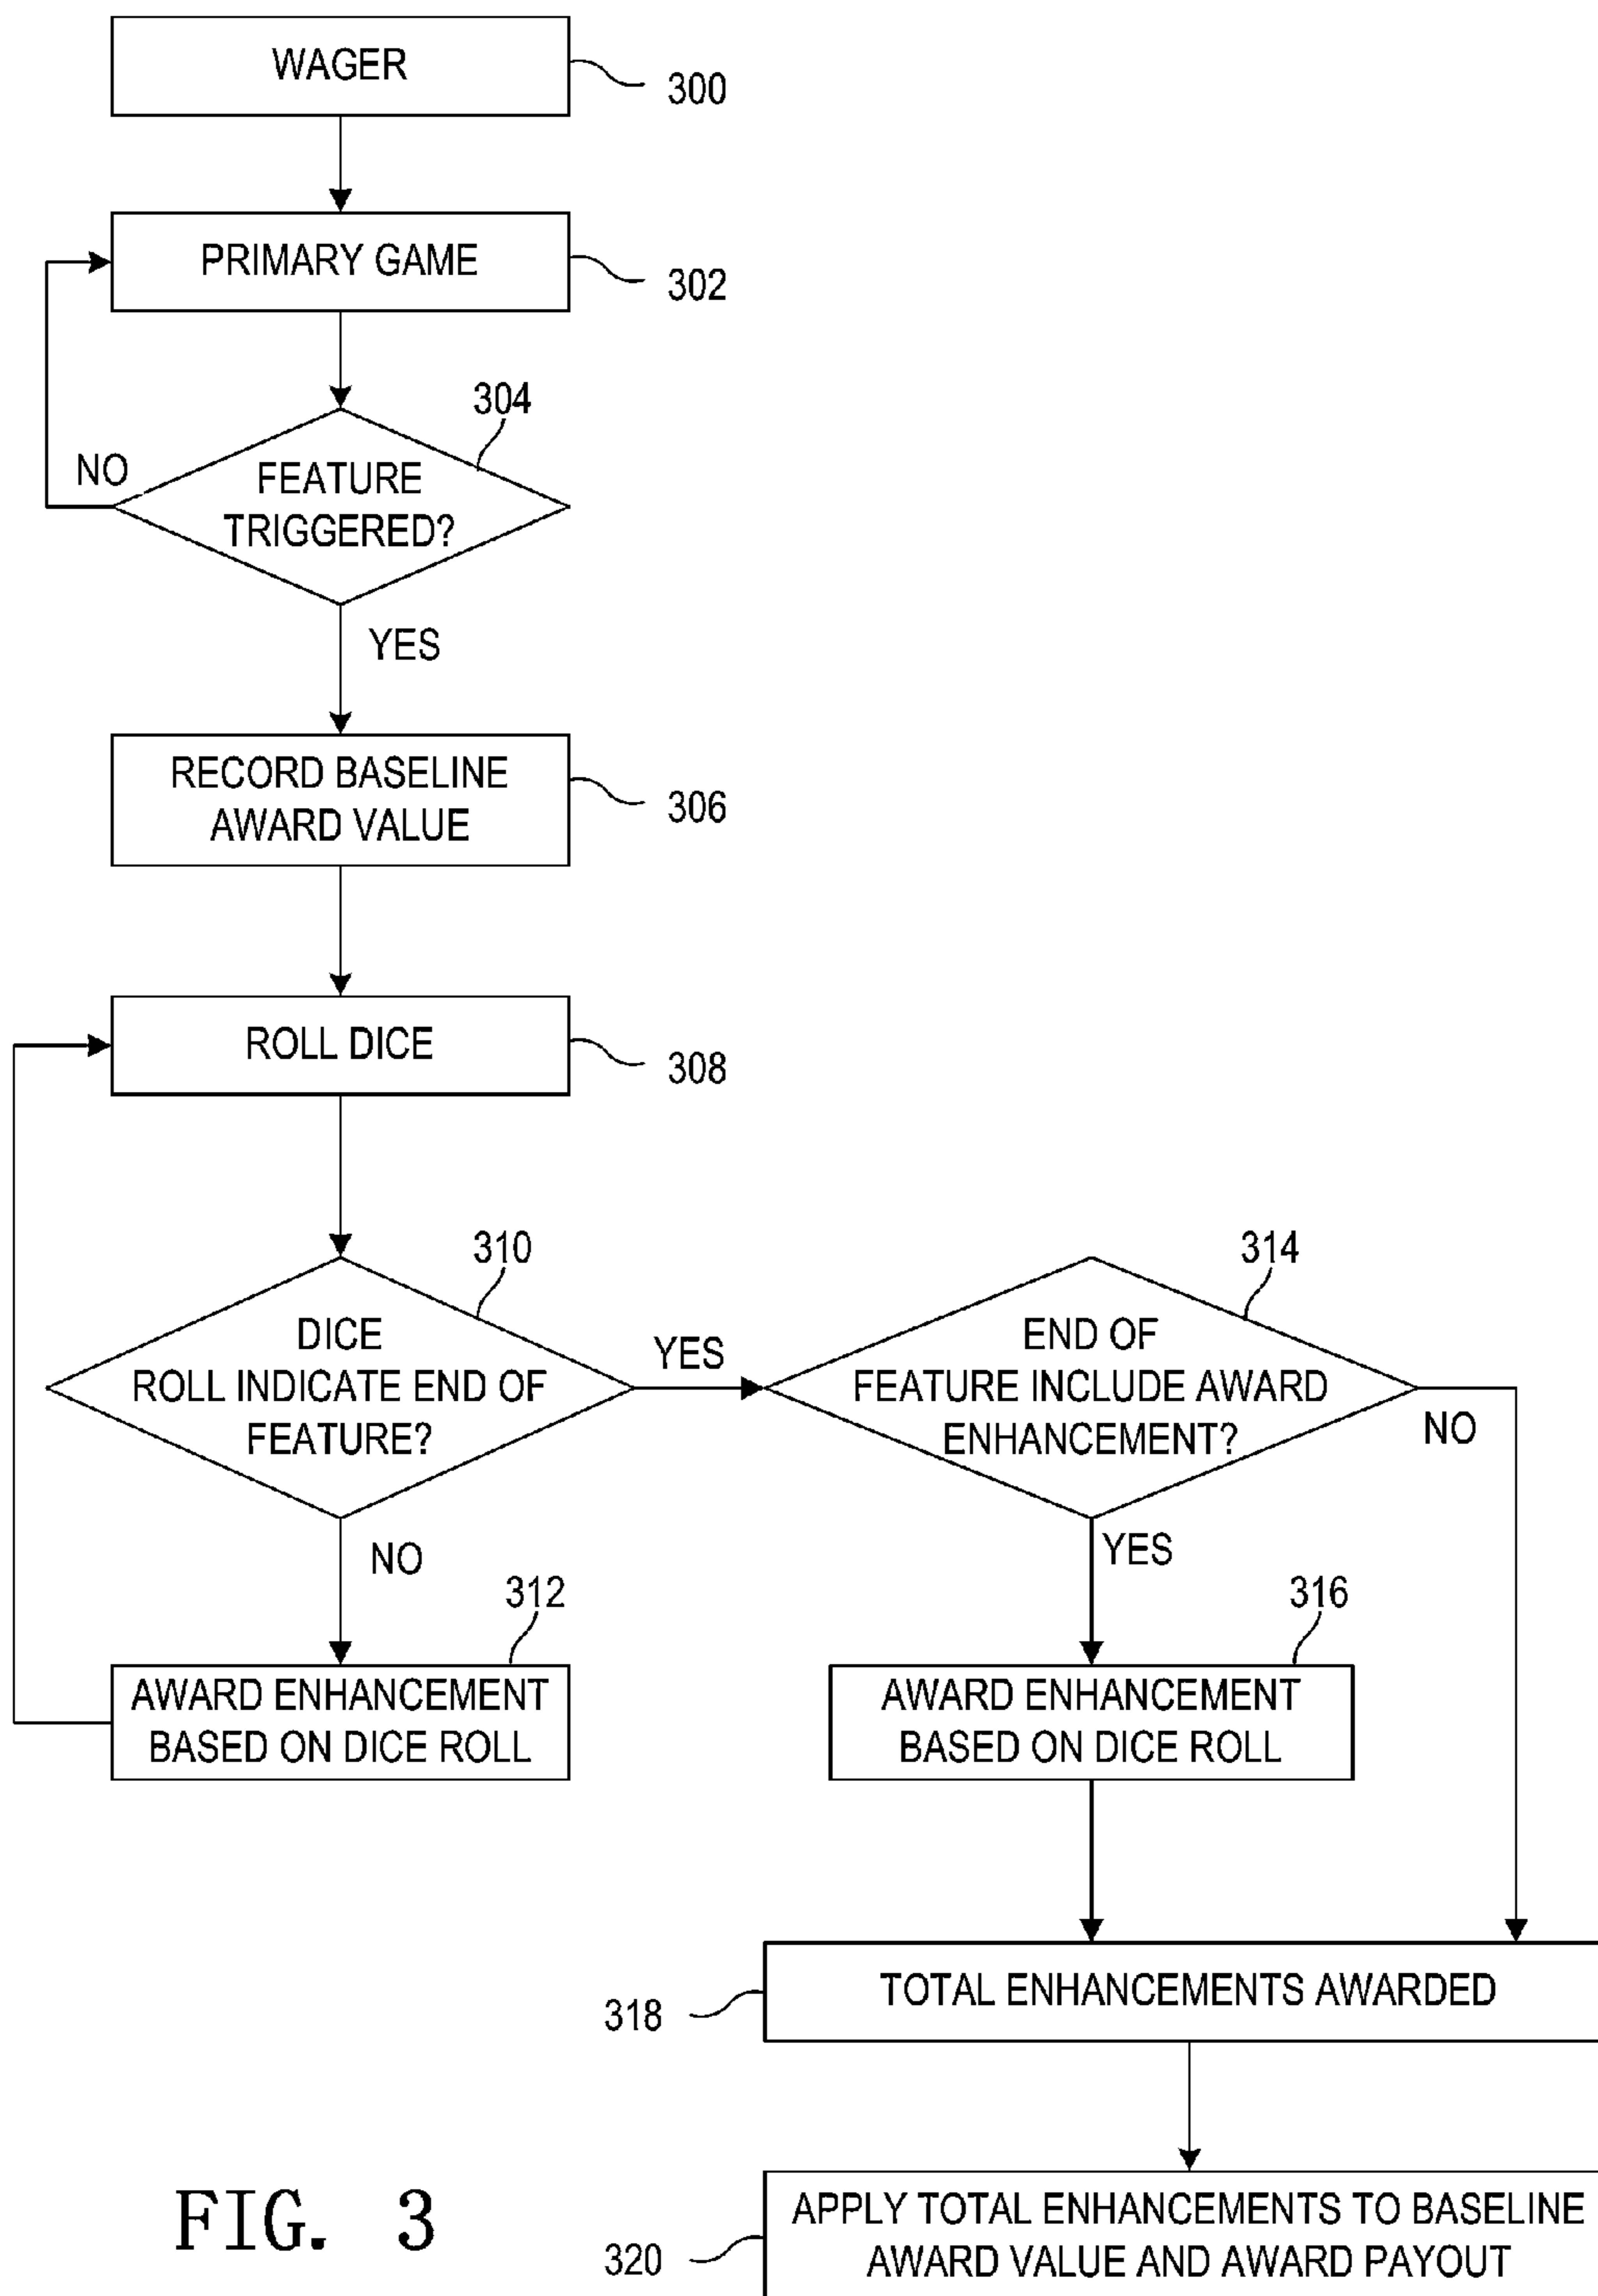 WAGER
300
PRIMARY GAME
302
304
FEATURE
TRIGGERED?
NO
YES
RECORD BASELINE
AWARD VALUE
306
ROLL DICE
308
310
DICE
ROLL INDICATE END OF
FEATURE?
YES
NO
314
END OF
FEATURE INCLUDE AWARD
ENHANCEMENT?
NO
YES
312
AWARD ENHANCEMENT
BASED ON DICE ROLL
316
AWARD ENHANCEMENT
BASED ON DICE ROLL
TOTAL ENHANCEMENTS AWARDED
318
APPLY TOTAL ENHANCEMENTS TO BASELINE
AWARD VALUE AND AWARD PAYOUT
320
FIG. 3